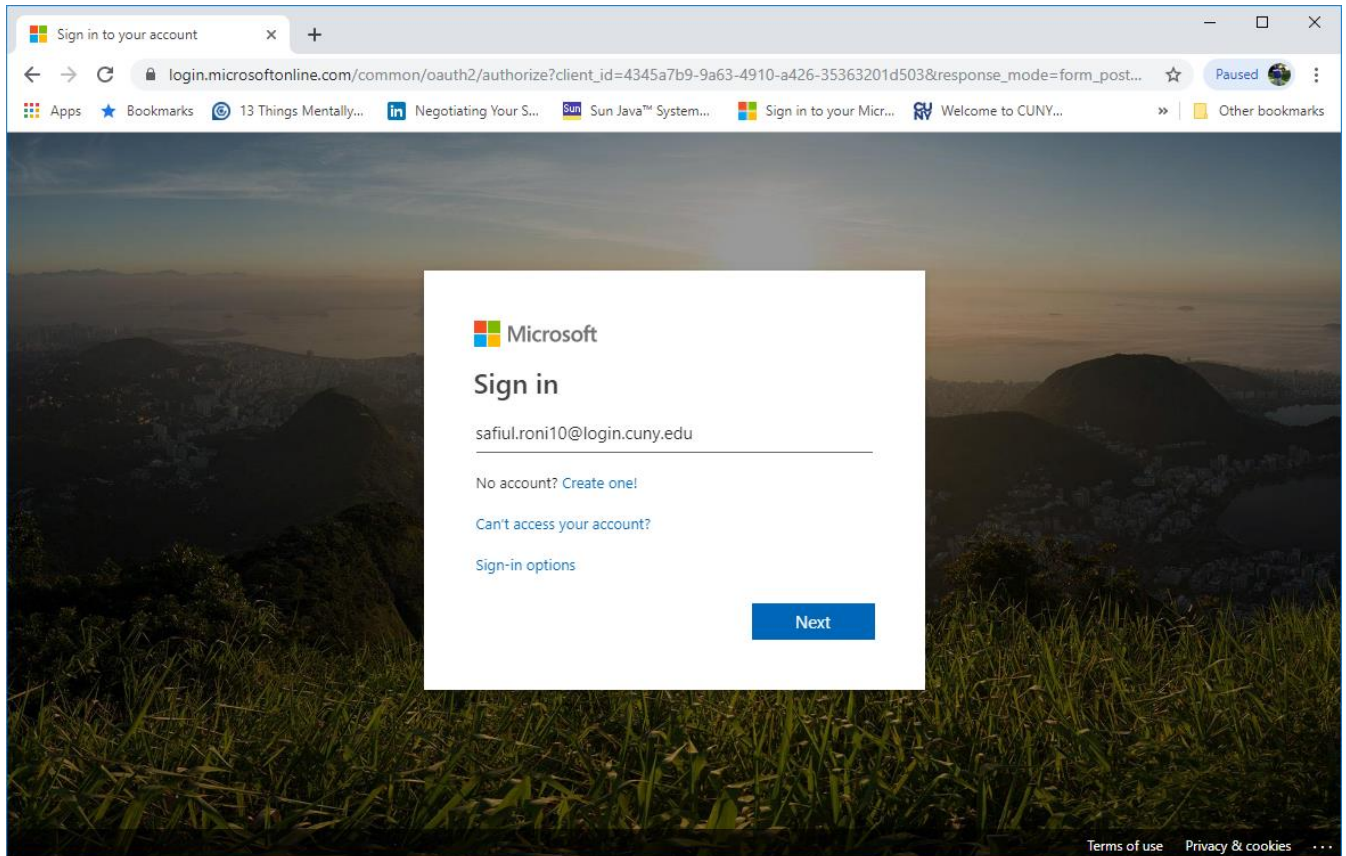 Sign in to your account
login.microsoftonline.com/common/oauth2/authorize?client_id=4345a7b9-9a63-4910-a426-35363201d503&response_mode=form_post... Paused
Apps Bookmarks 13 Things Mentally... in Negotiating Your S... Sun Sun Java™ System... Sign in to your Micr... CUNY Welcome to CUNY... » Other bookmarks
Microsoft
Sign in
safiul.roni10@login.cuny.edu
No account? Create one!
Can't access your account?
Sign-in options
Next
Terms of use Privacy & cookies ...